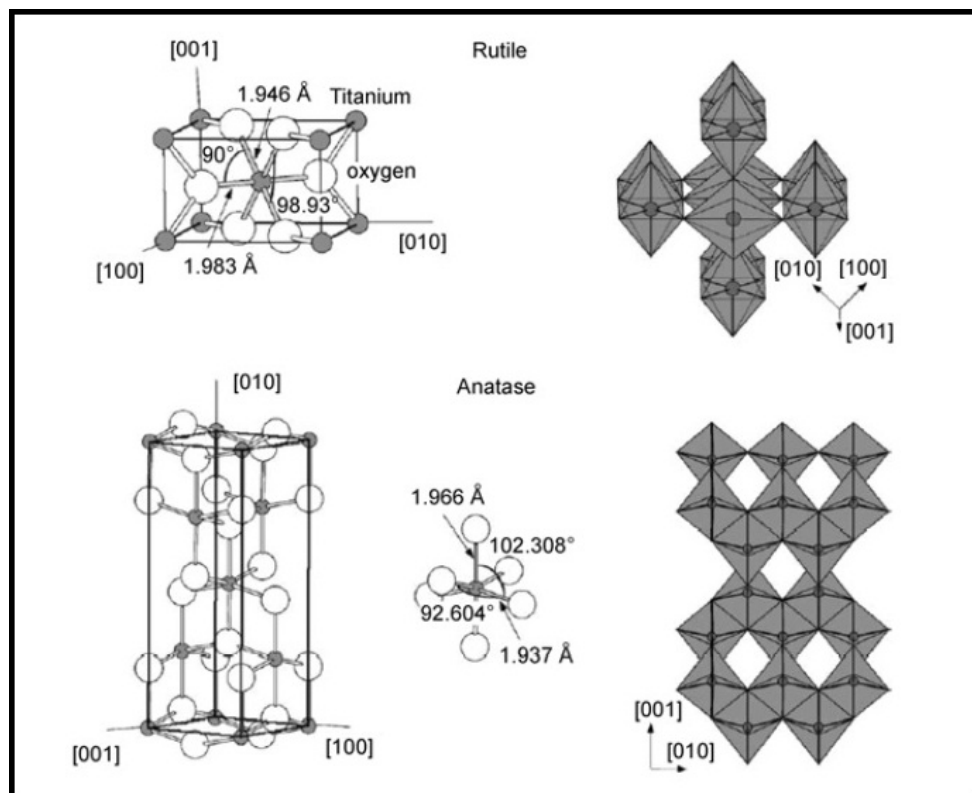 [001]
Rutile
1.946 Å
Titanium
90°
oxygen
98.93°
[010]
[100]
1.983 Å
[010]
[100]
[001]
[010]
Anatase
1.966 Å
102.308°
92.604°
1.937 Å
[001]
[100]
[001]
[010]